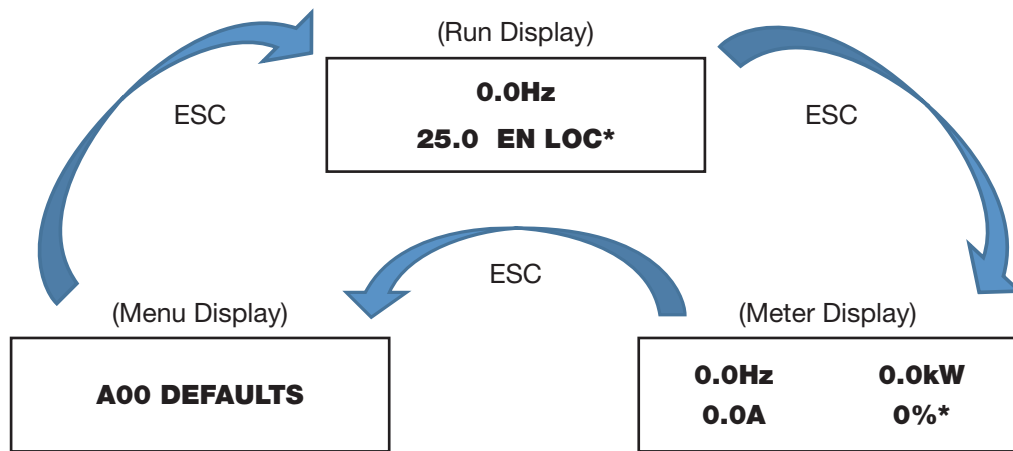 (Run Display)
0.0Hz
25.0 EN LOC*
ESC
ESC
ESC
(Menu Display)
A00 DEFAULTS
(Meter Display)
0.0Hz 0.0kW
0.0A 0%*